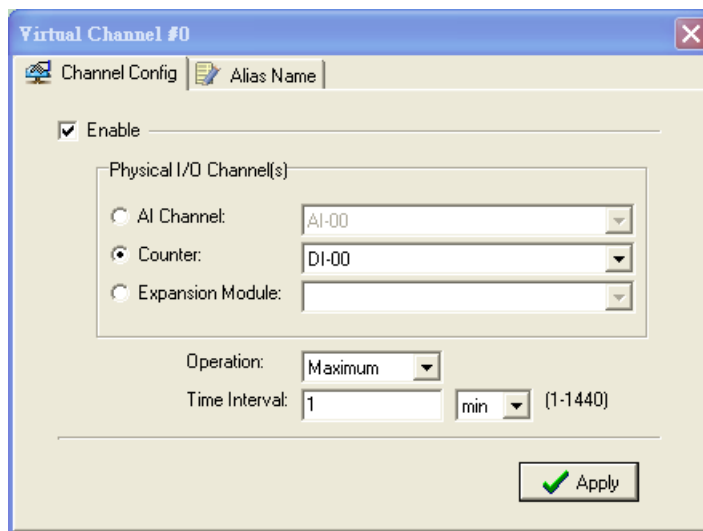 Virtual Channel #0
Channel Config Alias Name
Enable
Physical I/O Channel(s)
AI Channel: AI-00
Counter: DI-00
Expansion Module:
Operation: Maximum
Time Interval: 1 min (1-1440)
Apply